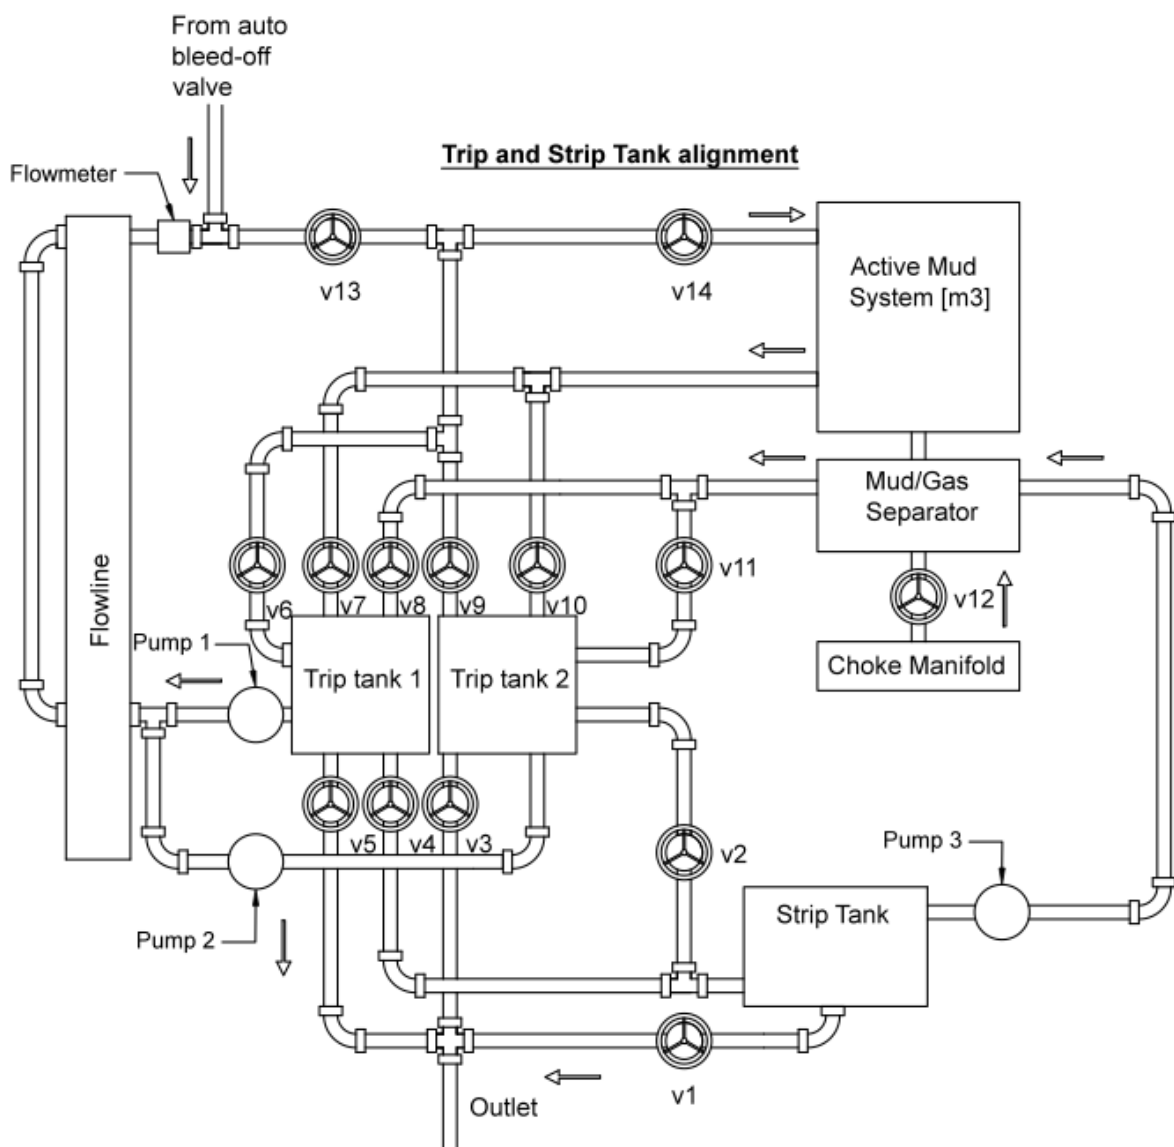 From auto
bleed-off
valve
Trip and Strip Tank alignment
Flowmeter
v13
v14
Active Mud
System [m3]
Mud/Gas
Separator
Flowline
v11
v12
v6
v7
v8
v9
v10
Pump 1
Trip tank 1
Trip tank 2
Choke Manifold
v5
v4
v3
v2
Pump 3
Strip Tank
Pump 2
v1
Outlet